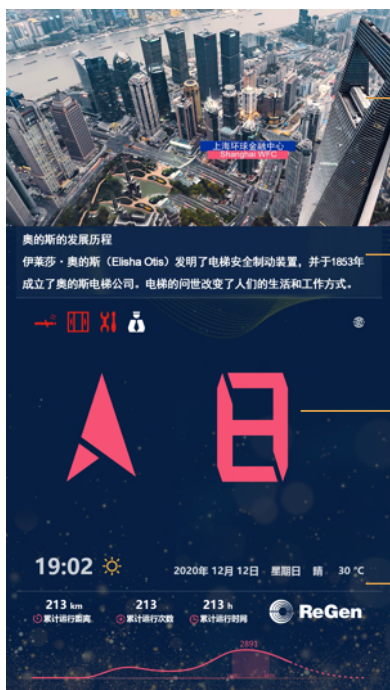 上海环球金融中心
Shanghai WFC
奥的斯的发展历程
伊莱莎·奥的斯（Elisha Otis）发明了电梯安全制动装置，并于1853年
成立了奥的斯电梯公司。电梯的问世改变了人们的生活和工作方式。
8
19:02 2020年 12月 12日 星期日 晴 30 ℃
213 km 213 213 h ReGen
累计运行距离 累计运行次数 累计运行时间
2891